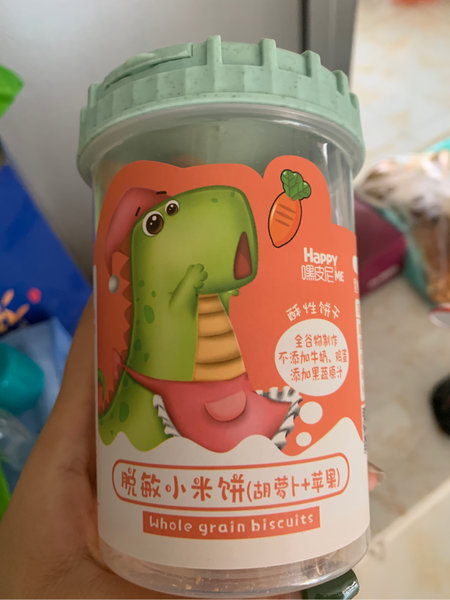 Happy
嘿皮尼 ME
酥性饼干
全谷物制作
不添加牛奶、鸡蛋
添加果蔬原汁
脱敏小米饼(胡萝卜+苹果)
Whole grain biscuits